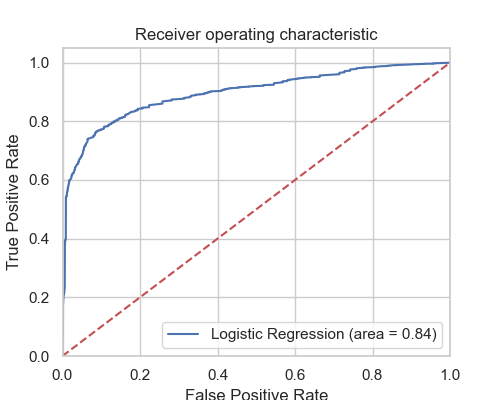 Receiver operating characteristic
True Positive Rate
1.0
0.8
0.6
0.4
0.2
0.0
Logistic Regression (area = 0.84)
0.0 0.2 0.4 0.6 0.8 1.0
False Positive Rate